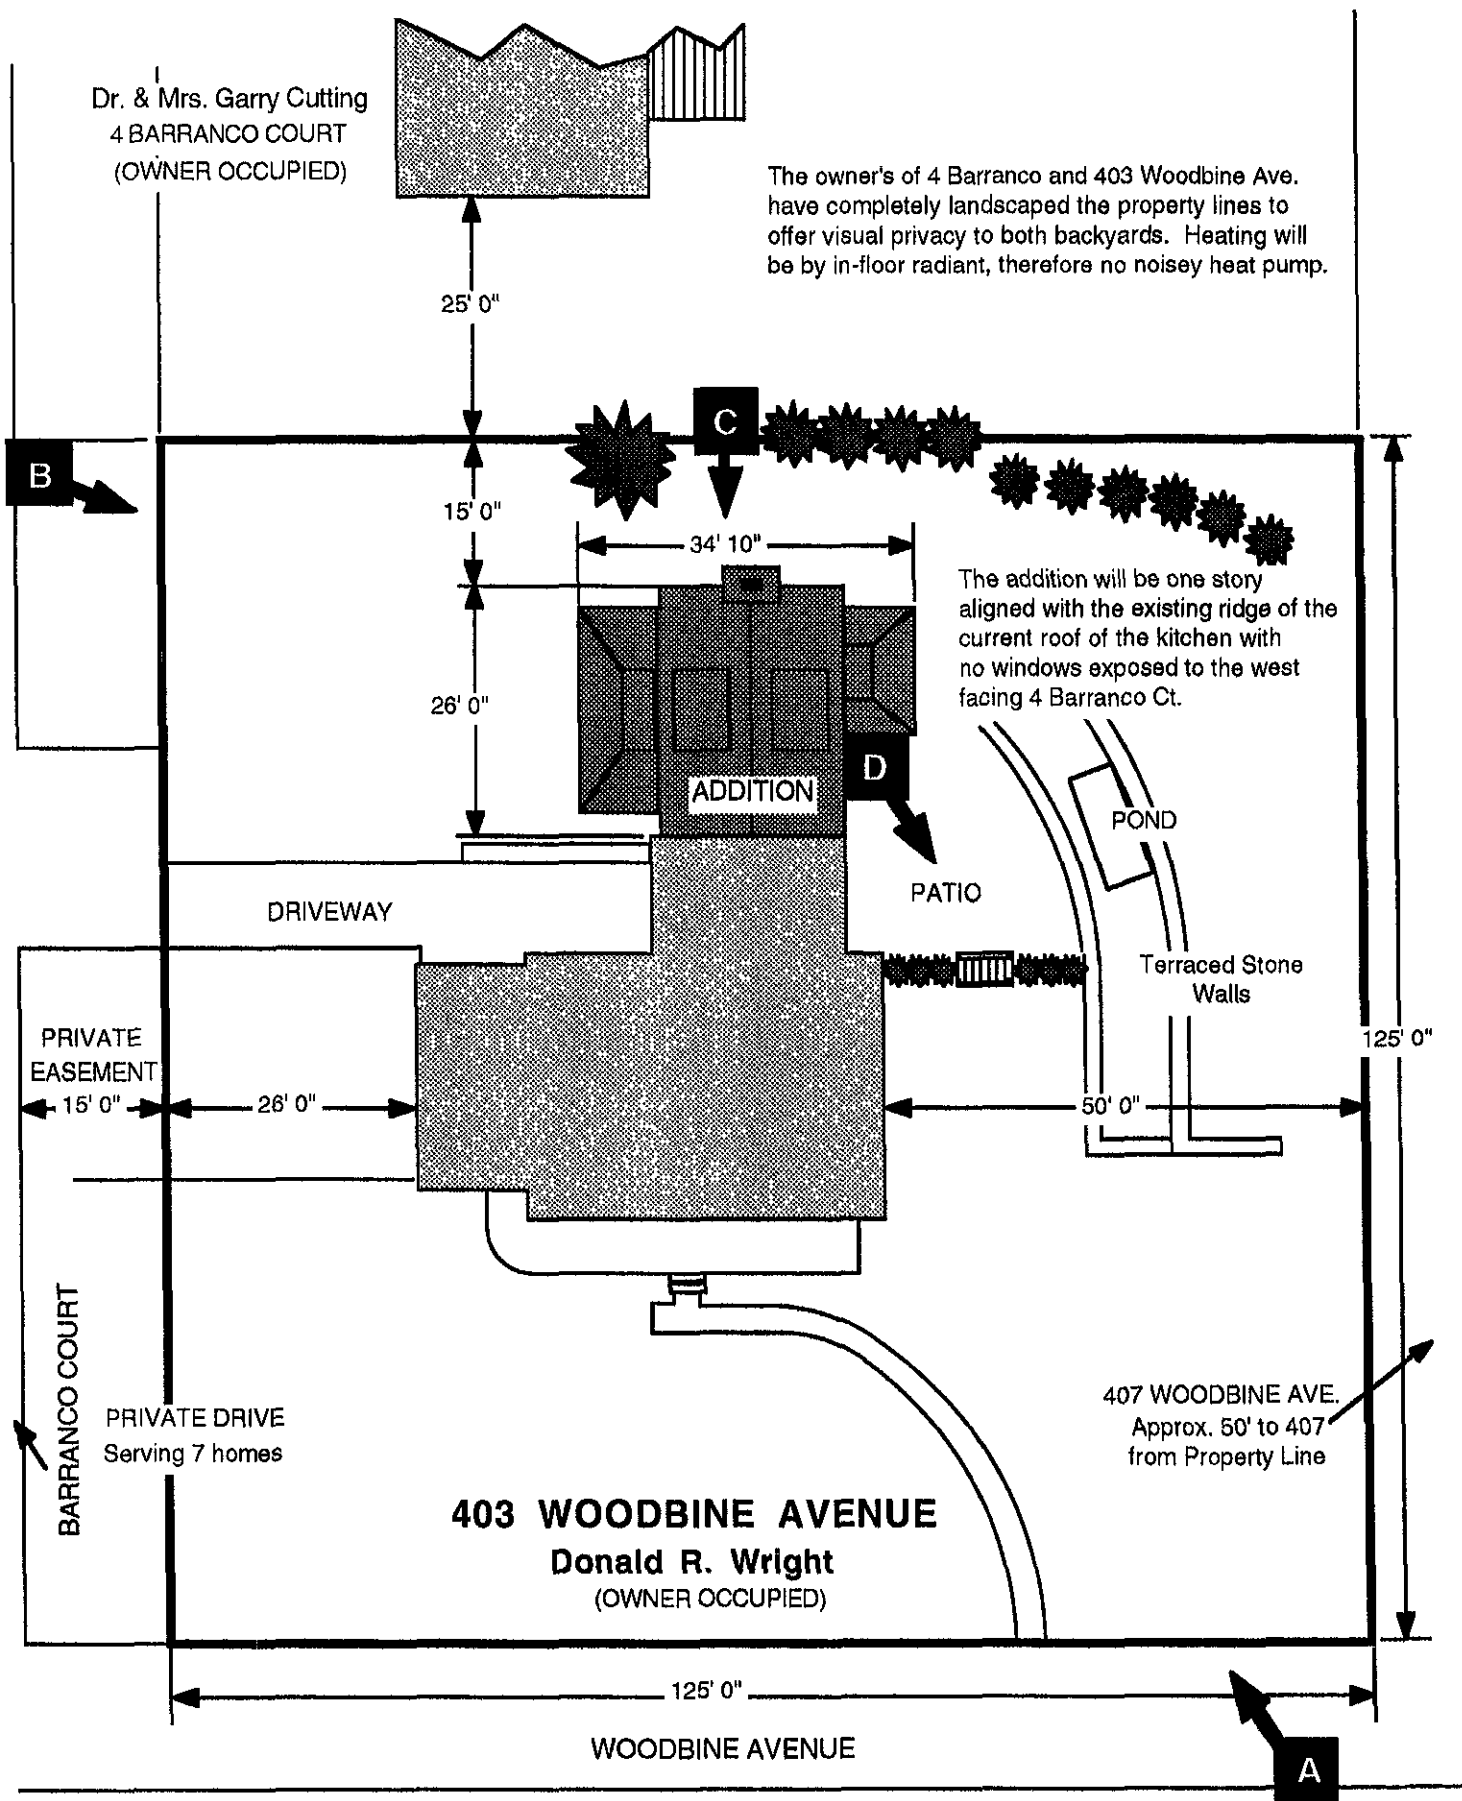 Dr. & Mrs. Garry Cutting
4 BARRANCO COURT
(OWNER OCCUPIED)
The owner's of 4 Barranco and 403 Woodbine Ave.
have completely landscaped the property lines to
offer visual privacy to both backyards. Heating will
be by in-floor radiant, therefore no noisey heat pump.
25' 0"
C
B
15' 0"
34' 10"
The addition will be one story
aligned with the existing ridge of the
current roof of the kitchen with
no windows exposed to the west
facing 4 Barranco Ct.
26' 0"
D
ADDITION
POND
PATIO
DRIVEWAY
Terraced Stone
Walls
PRIVATE
EASEMENT
125' 0"
15' 0"
26' 0"
50' 0"
BARRANCO COURT
PRIVATE DRIVE
Serving 7 homes
407 WOODBINE AVE.
Approx. 50' to 407
from Property Line
403 WOODBINE AVENUE
Donald R. Wright
(OWNER OCCUPIED)
125' 0"
WOODBINE AVENUE
A